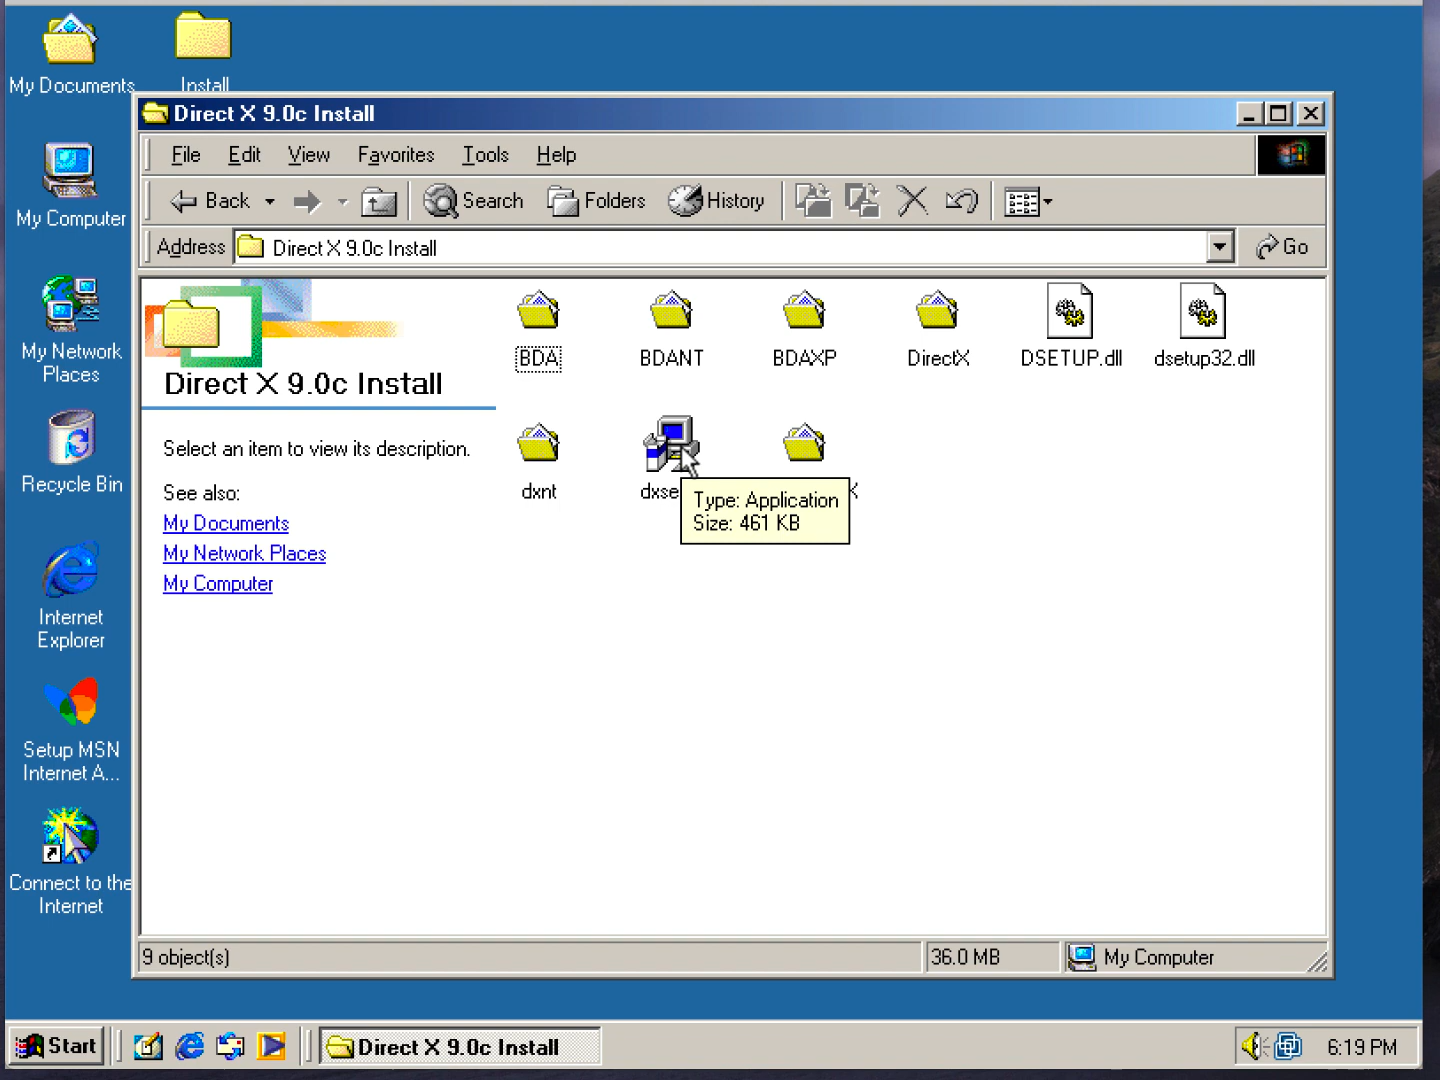 My Documents
Install
Direct X 9.0c Install
File Edit View Favorites Tools Help
Back Search Folders History
Address Direct X 9.0c Install Go
My Computer
My Network
Places
Recycle Bin
Internet
Explorer
Setup MSN
Internet A...
Connect to the
Internet
Direct X 9.0c Install
Select an item to view its description.
See also:
My Documents
My Network Places
My Computer
BDA BDANT BDAXP DirectX DSETUP.dll dsetup32.dll
dxnt
Type: Application
Size: 461 KB
9 object(s) 36.0 MB My Computer
Start Direct X 9.0c Install 6:19 PM